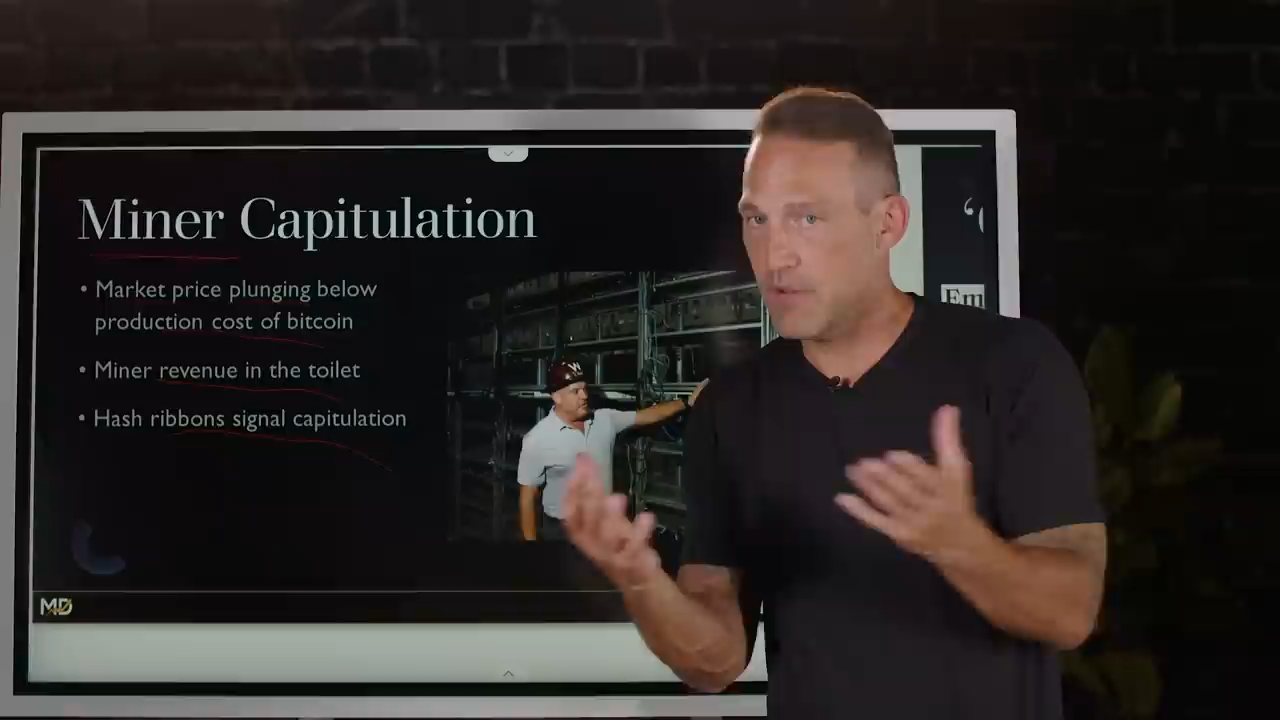 Miner Capitulation
• Market price plunging below
production cost of bitcoin
• Miner revenue in the toilet
• Hash ribbons signal capitulation
W
Em
MD